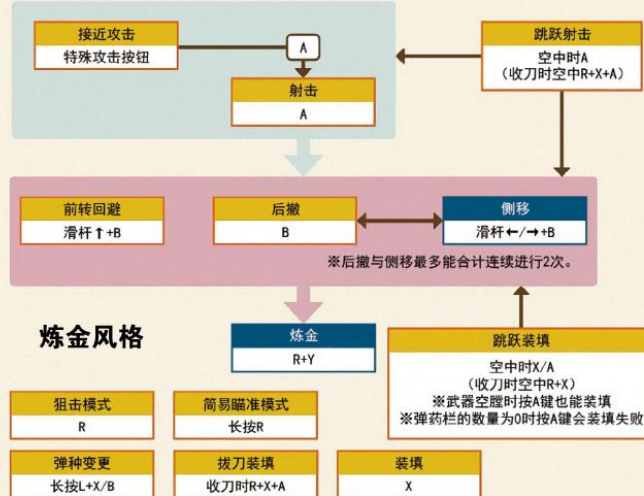 接近攻击
特殊攻击按钮
A
射击
A
跳跃射击
空中时A
(收刀时空中R+X+A)
前转回避
滑杆↑+B
后撤
B
侧移
滑杆←/→+B
※后撤与侧移最多能合计连续进行2次。
炼金风格
炼金
R+Y
跳跃装填
空中时X/A
(收刀时空中R+X)
※武器空膛时按A键也能装填
※弹药栏的数量为0时按A键会装填失败
狙击模式
R
简易瞄准模式
长按R
弹种变更
长按L+X/B
拔刀装填
收刀时R+X+A
装填
X